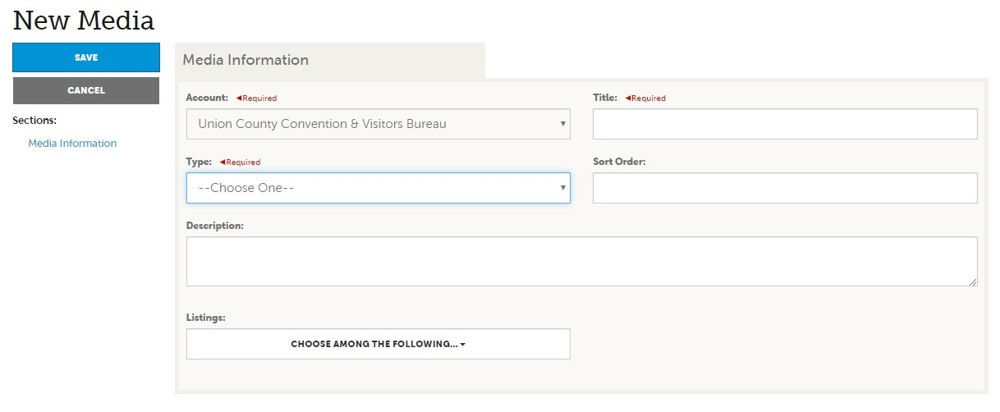 New Media
SAVE
CANCEL
Sections:
Media Information
Media Information
Account: ◀Required
Union County Convention & Visitors Bureau
Title: ◀Required
Type: ◀Required
--Choose One--
Sort Order:
Description:
Listings:
CHOOSE AMONG THE FOLLOWING...